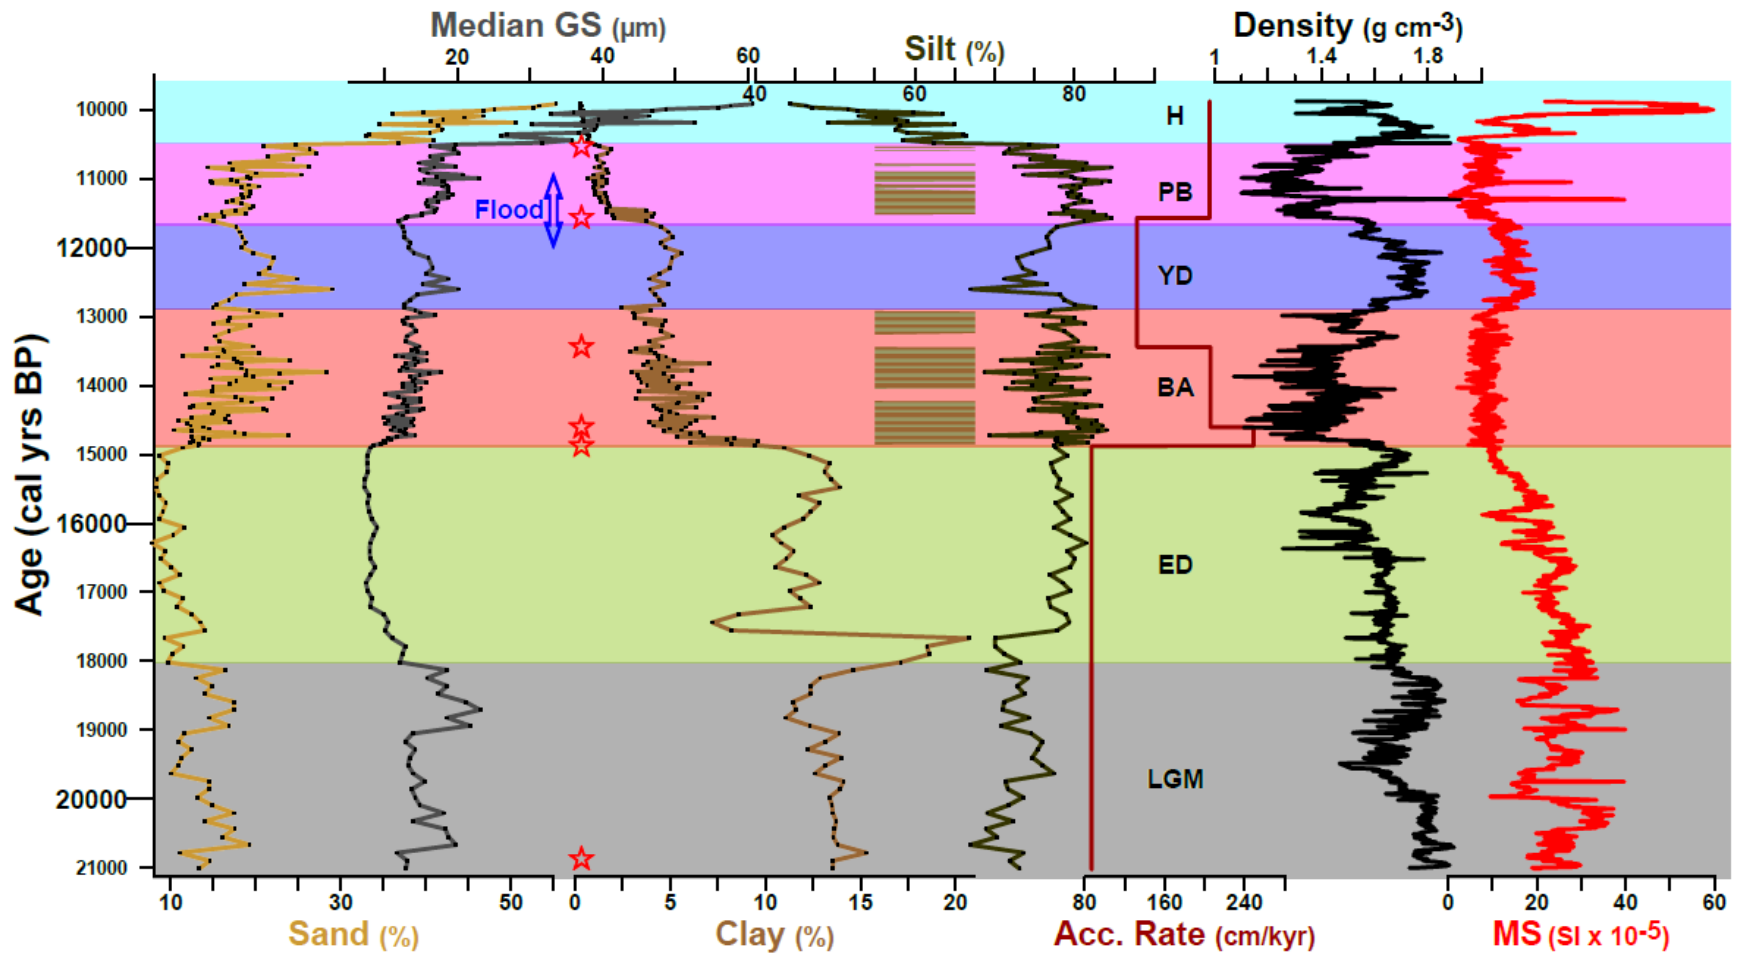 Median GS (µm)
Silt (%)
Density (g cm-3)
20 40 60
1 1.4 1.8
40 60 80
Age (cal yrs BP)
10000
11000
12000
13000
14000
15000
16000
17000
18000
19000
20000
21000
H
PB
Flood
YD
BA
ED
LGM
10 30 50
0 5 10 15 20
80 160 240
0 20 40 60
Sand (%)
Clay (%)
Acc. Rate (cm/kyr)
MS (SI x 10-5)